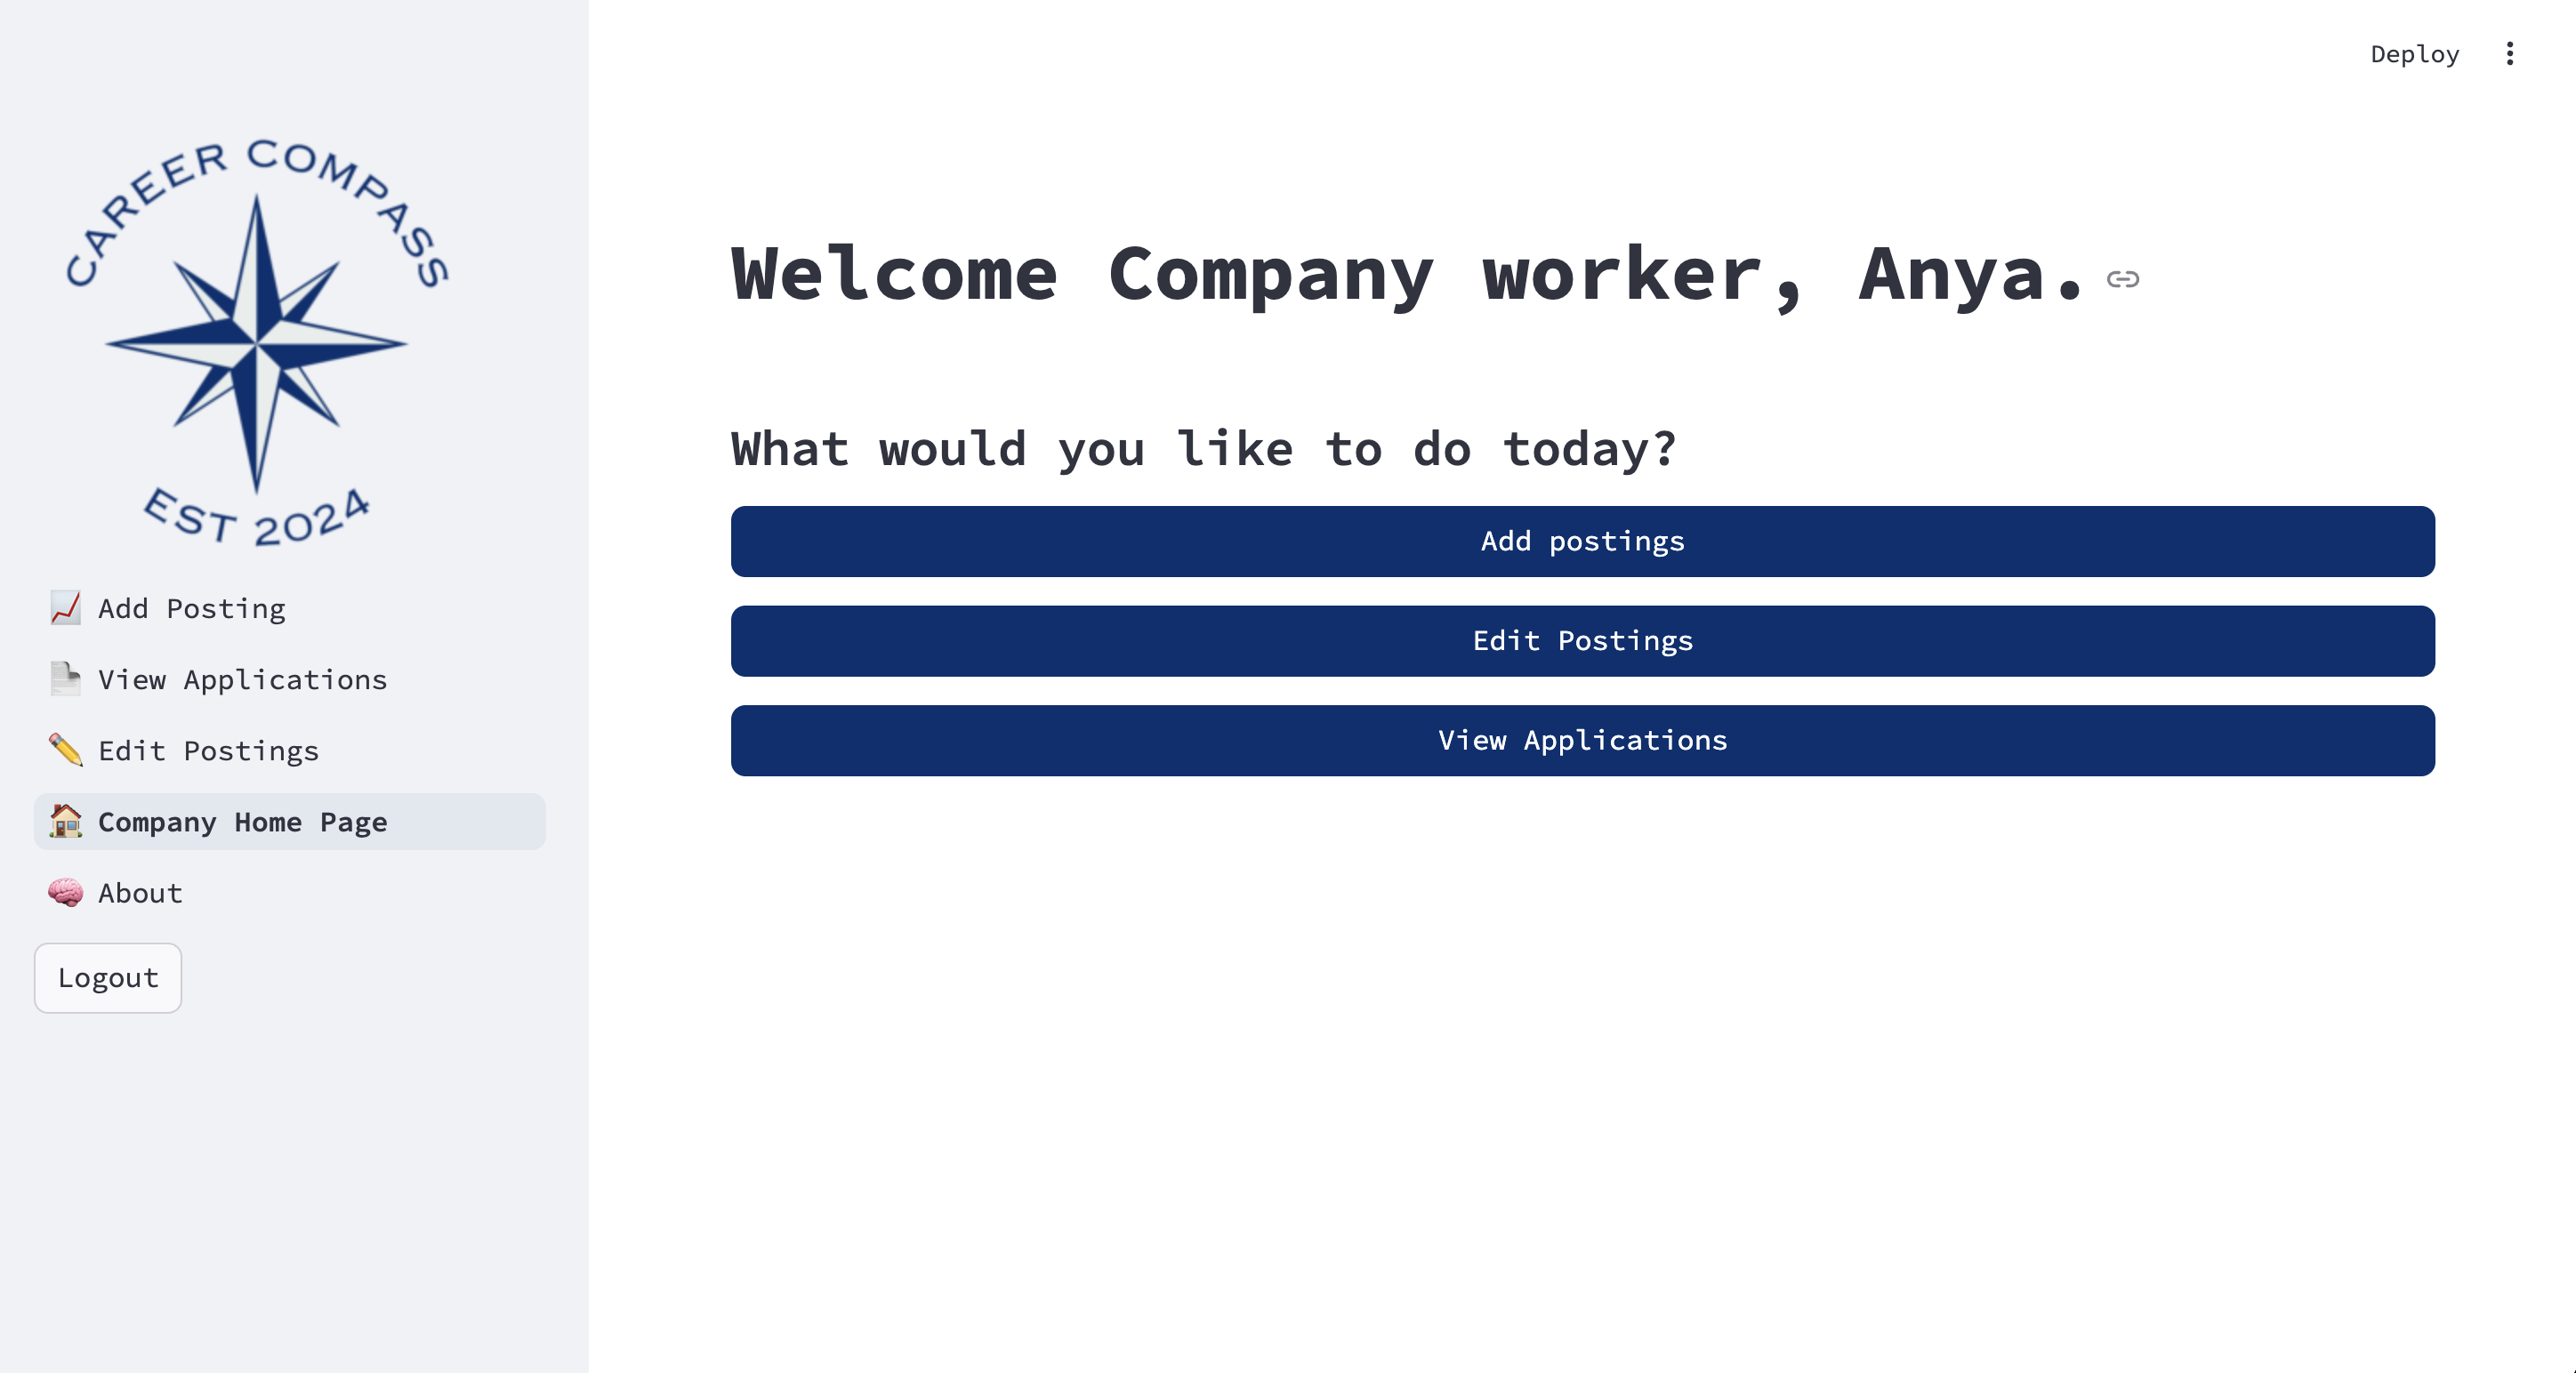 CAREER COMPASS
EST 2024
Add Posting
View Applications
Edit Postings
Company Home Page
About
Logout
Deploy
Welcome Company worker, Anya.
What would you like to do today?
Add postings
Edit Postings
View Applications